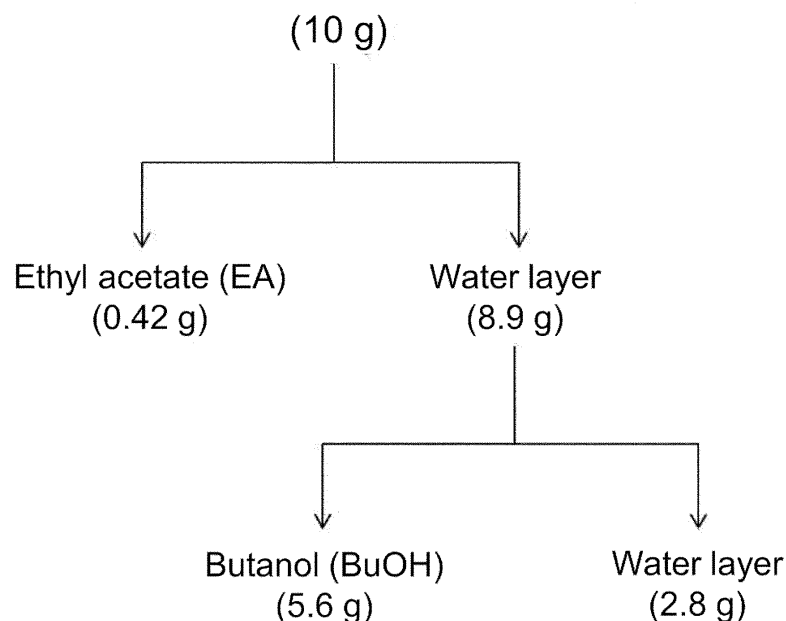 (10 g)
Ethyl acetate (EA)
(0.42 g)
Water layer
(8.9 g)
Butanol (BuOH)
(5.6 g)
Water layer
(2.8 g)